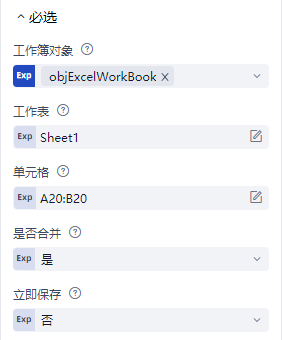 必选
工作簿对象
Exp objExcelWorkBook
工作表
Exp Sheet1
单元格
Exp A20:B20
是否合并
Exp 是
立即保存
Exp 否